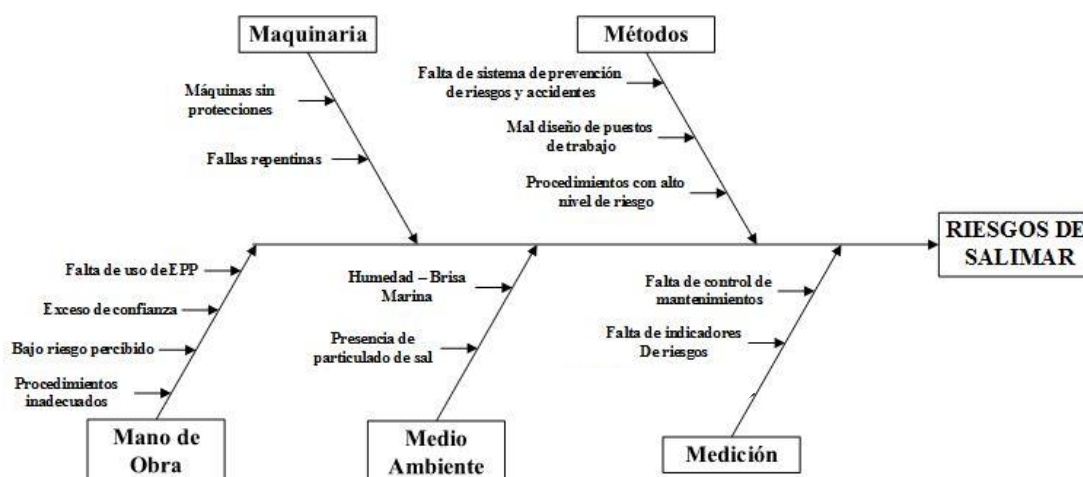 Maquinaria
Métodos
Máquinas sin
protecciones
Fallas repentinas
Falta de sistema de prevención
de riesgos y accidentes
Mal diseño de puestos
de trabajo
Procedimientos con alto
nivel de riesgo
RIESGOS DE
SALIMAR
Falta de uso de EPP
Exceso de confianza
Bajo riesgo percibido
Procedimientos
inadecuados
Humedad – Brisa
Marina
Presencia de
particulado de sal
Falta de control de
mantenimientos
Falta de indicadores
De riesgos
Mano de
Obra
Medio
Ambiente
Medición